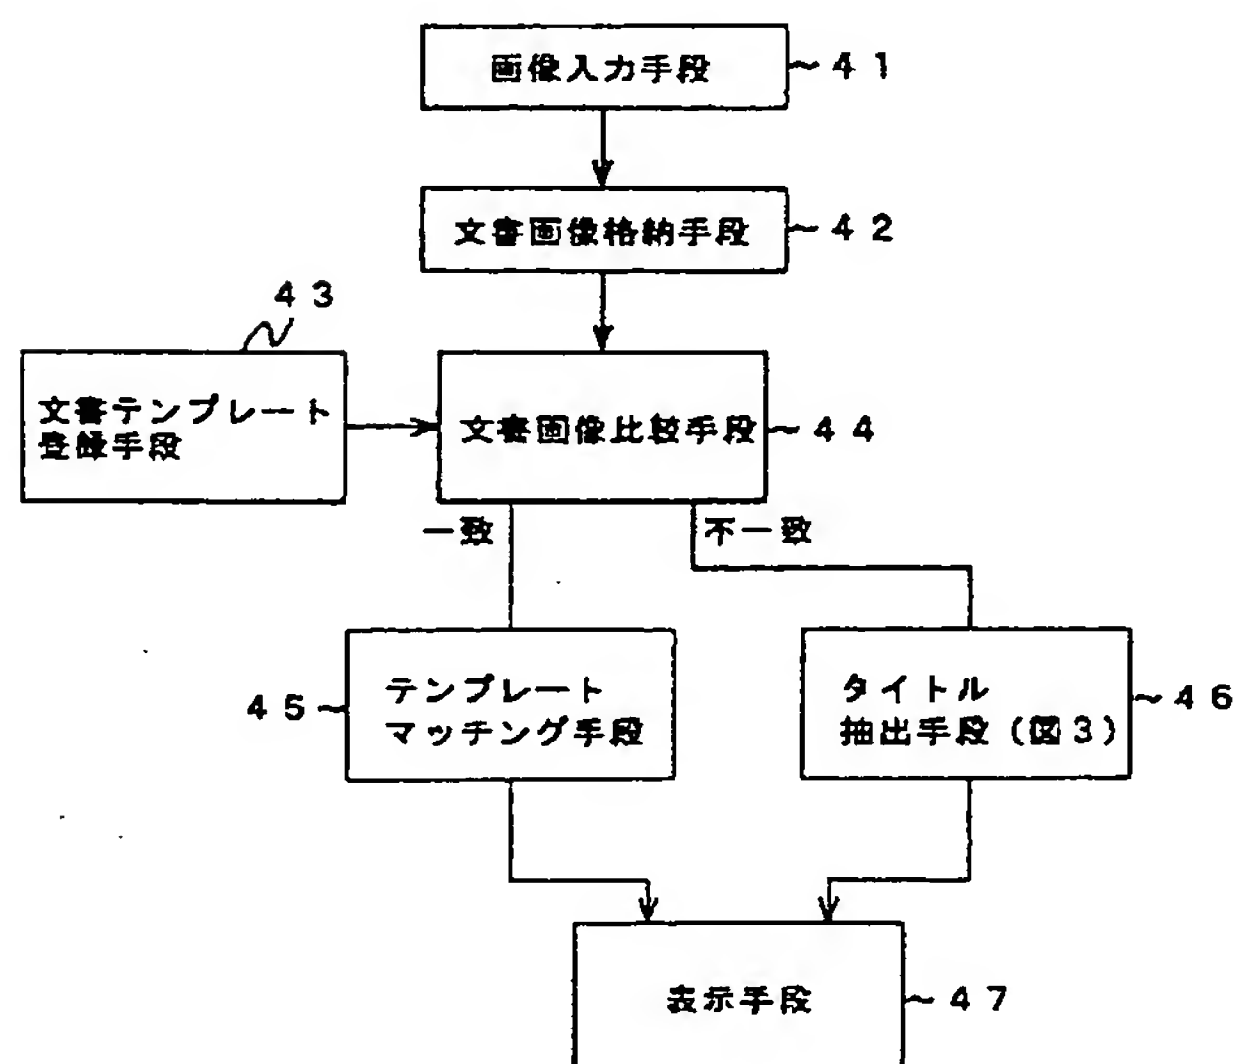 画像入力手段 ~41
文書画像格納手段 ~42
43
文書テンプレート
登録手段
文書画像比較手段 ~44
一致
不一致
45~
テンプレート
マッチング手段
タイトル
抽出手段(図3)
~46
表示手段 ~47